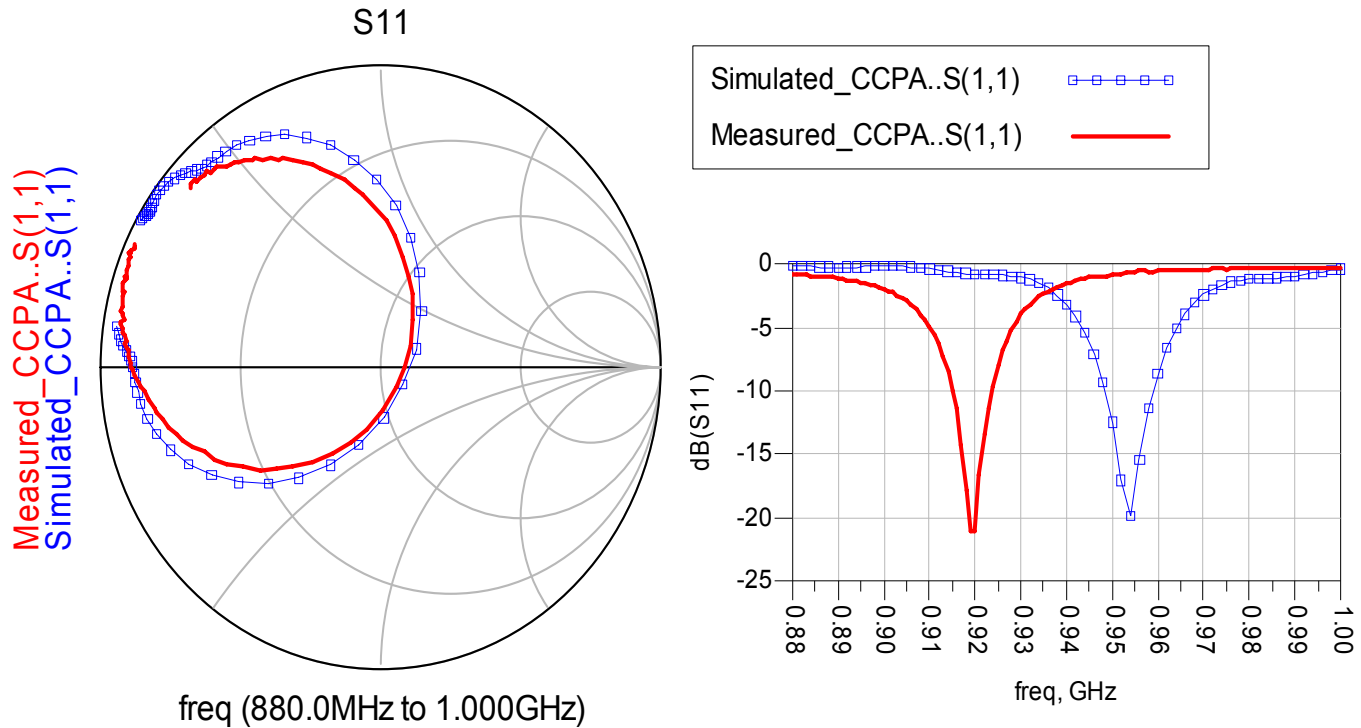 S11
Measured_CCPA..S(1,1)
Simulated_CCPA..S(1,1)
freq (880.0MHz to 1.000GHz)
Simulated_CCPA..S(1,1)
Measured_CCPA..S(1,1)
0
-5
-10
-15
-20
-25
dB(S11)
0.88
0.89
0.90
0.91
0.92
0.93
0.94
0.95
0.96
0.97
0.98
0.99
1.00
freq, GHz